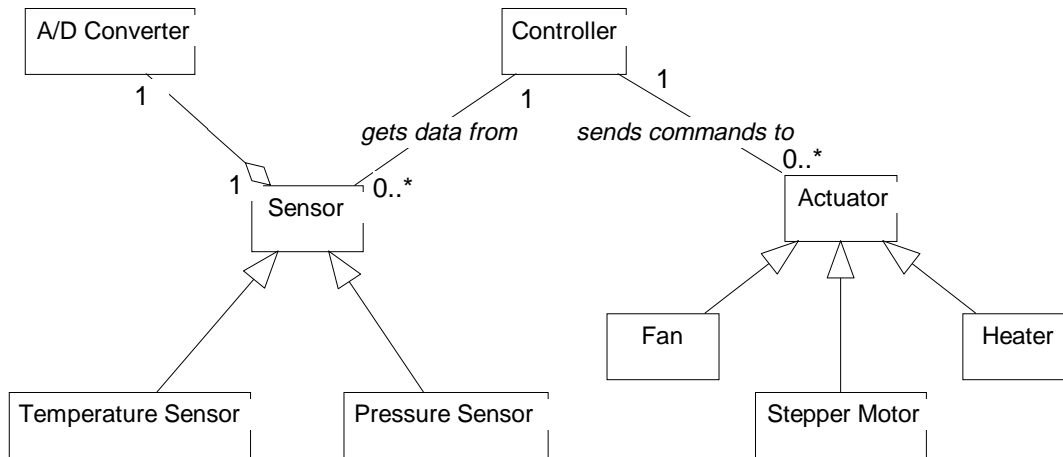 A/D Converter
Controller
1
1
1
gets data from
sends commands to
1
0..*
0..*
Sensor
Actuator
Fan
Heater
Temperature Sensor
Pressure Sensor
Stepper Motor